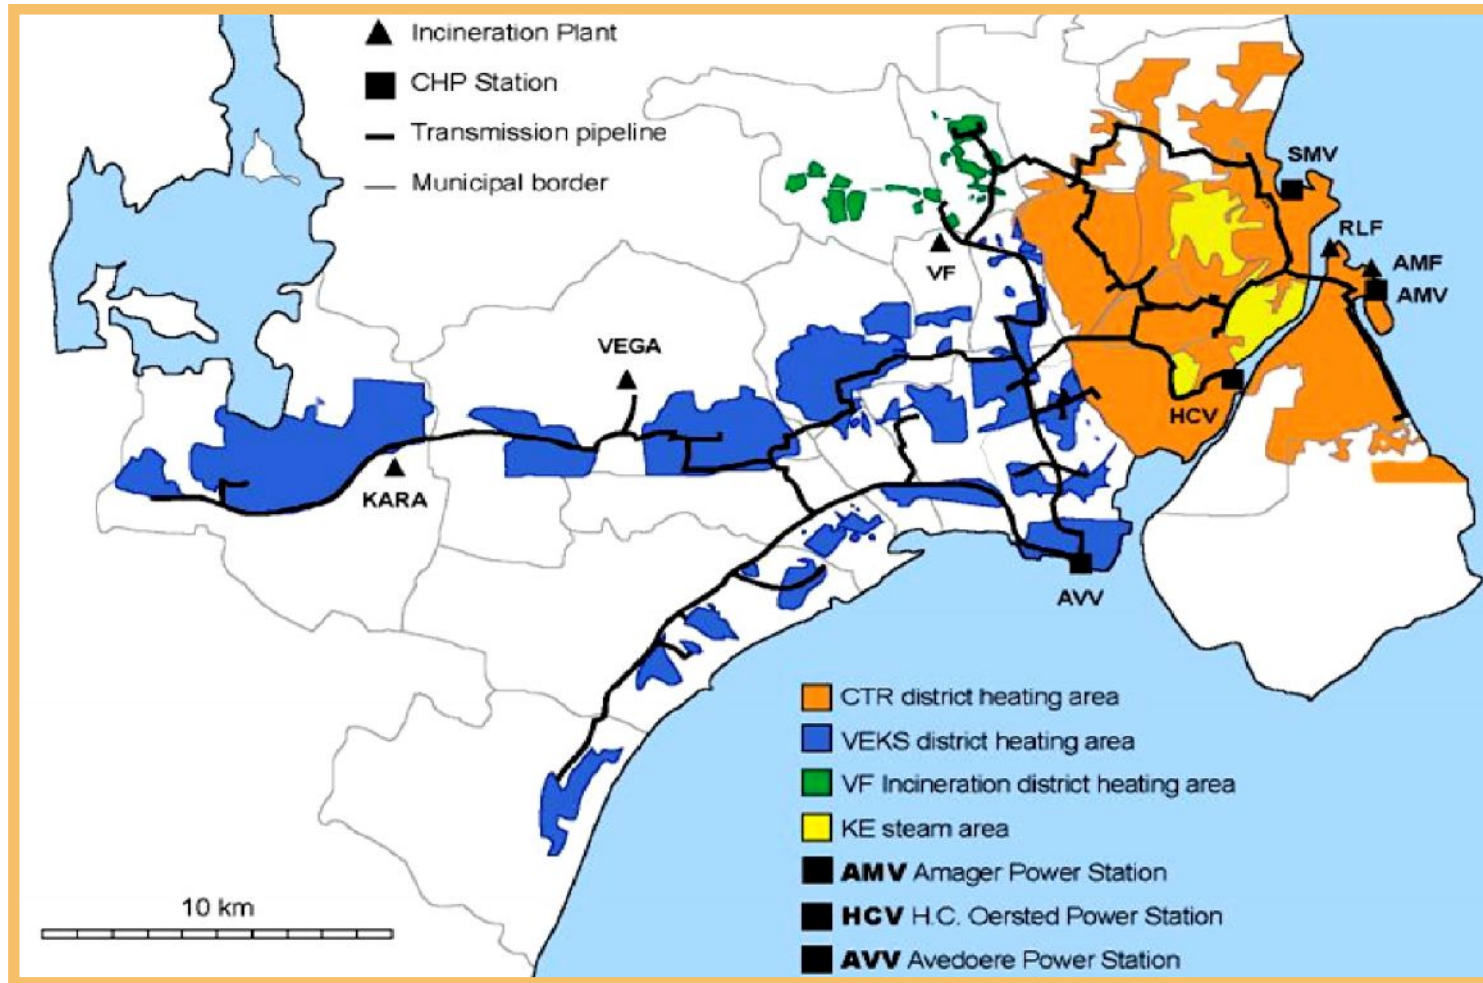 Incineration Plant
CHP Station
Transmission pipeline
Municipal border
SMV
RLF
AMF
AMV
VF
VEGA
HCV
KARA
AVV
CTR district heating area
VEKS district heating area
VF Incineration district heating area
KE steam area
AMV Amager Power Station
HCV H.C. Oersted Power Station
AVV Avedoere Power Station
10 km